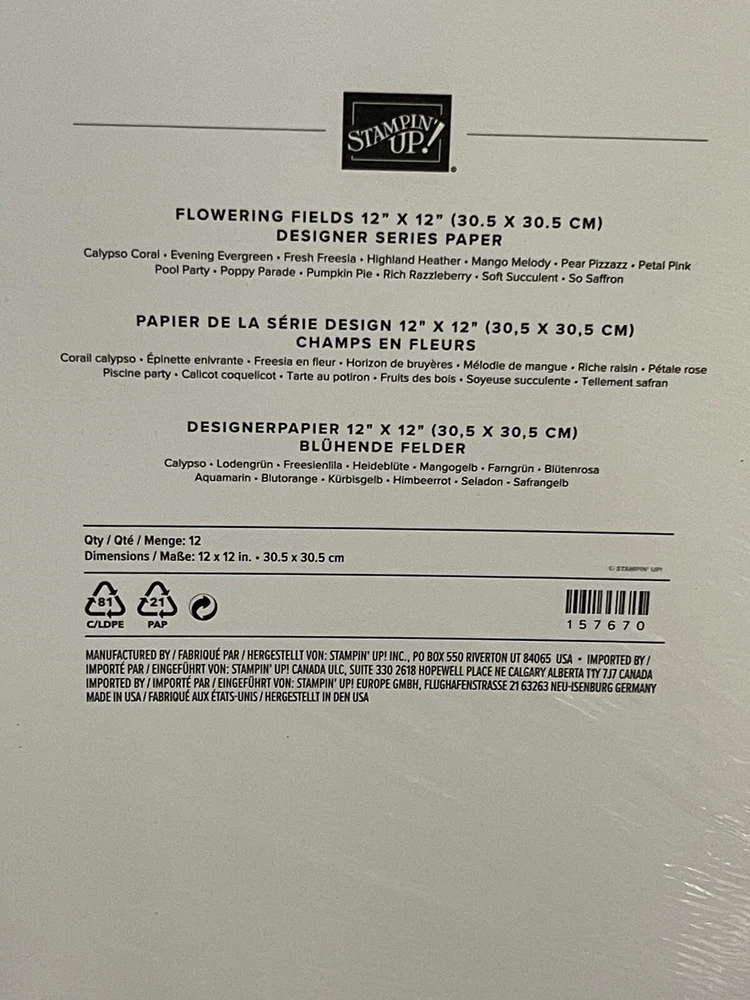 STAMPIN' UP!
FLOWERING FIELDS 12" X 12" (30.5 X 30.5 CM)
DESIGNER SERIES PAPER
Calypso Coral • Evening Evergreen • Fresh Freesia • Highland Heather • Mango Melody • Pear Pizzazz • Petal Pink
Pool Party • Poppy Parade • Pumpkin Pie • Rich Razzleberry • Soft Succulent • So Saffron
PAPIER DE LA SÉRIE DESIGN 12" X 12" (30,5 X 30,5 CM)
CHAMPS EN FLEURS
Corail calypso • Épinette enivrante • Freesia en fleur • Horizon de bruyères • Mélodie de mangue • Riche raisin • Pétale rose
Piscine party • Calicot coquelicot • Tarte au potiron • Fruits des bois • Soyeuse succulente • Tellement safran
DESIGNERPAPIER 12" X 12" (30,5 X 30,5 CM)
BLÜHENDE FELDER
Calypso • Lodengrün • Freesienlila • Heideblüte • Mangogelb • Farngrün • Blütenrosa
Aquamarin • Blutorange • Kürbisgelb • Himbeerrot • Seladon • Safrangelb
Qty / Qté / Menge: 12
Dimensions / Maße: 12 x 12 in. • 30.5 x 30.5 cm
© STAMPIN' UP!
81 21
C/LDPE PAP
157670
MANUFACTURED BY / FABRIQUÉ PAR / HERGESTELLT VON: STAMPIN' UP! INC., PO BOX 550 RIVERTON UT 84065 USA • IMPORTED BY /
IMPORTÉ PAR / EINGEFÜHRT VON: STAMPIN' UP! CANADA ULC, SUITE 330 2618 HOPEWELL PLACE NE CALGARY ALBERTA T1Y 7J7 CANADA
IMPORTED BY / IMPORTÉ PAR / EINGEFÜHRT VON: STAMPIN' UP! EUROPE GMBH, FLUGHAFENSTRASSE 21 63263 NEU-ISENBURG GERMANY
MADE IN USA / FABRIQUÉ AUX ÉTATS-UNIS / HERGESTELLT IN DEN USA